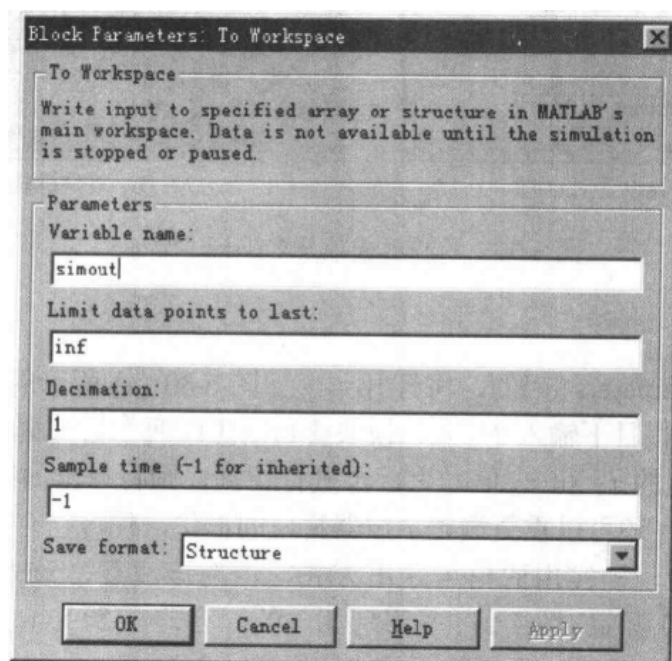 Block Parameters: To Workspace
To Workspace
Write input to specified array or structure in MATLAB's
main workspace. Data is not available until the simulation
is stopped or paused.
Parameters
Variable name:
simout
Limit data points to last:
inf
Decimation:
1
Sample time (-1 for inherited):
-1
Save format: Structure
OK Cancel Help Apply